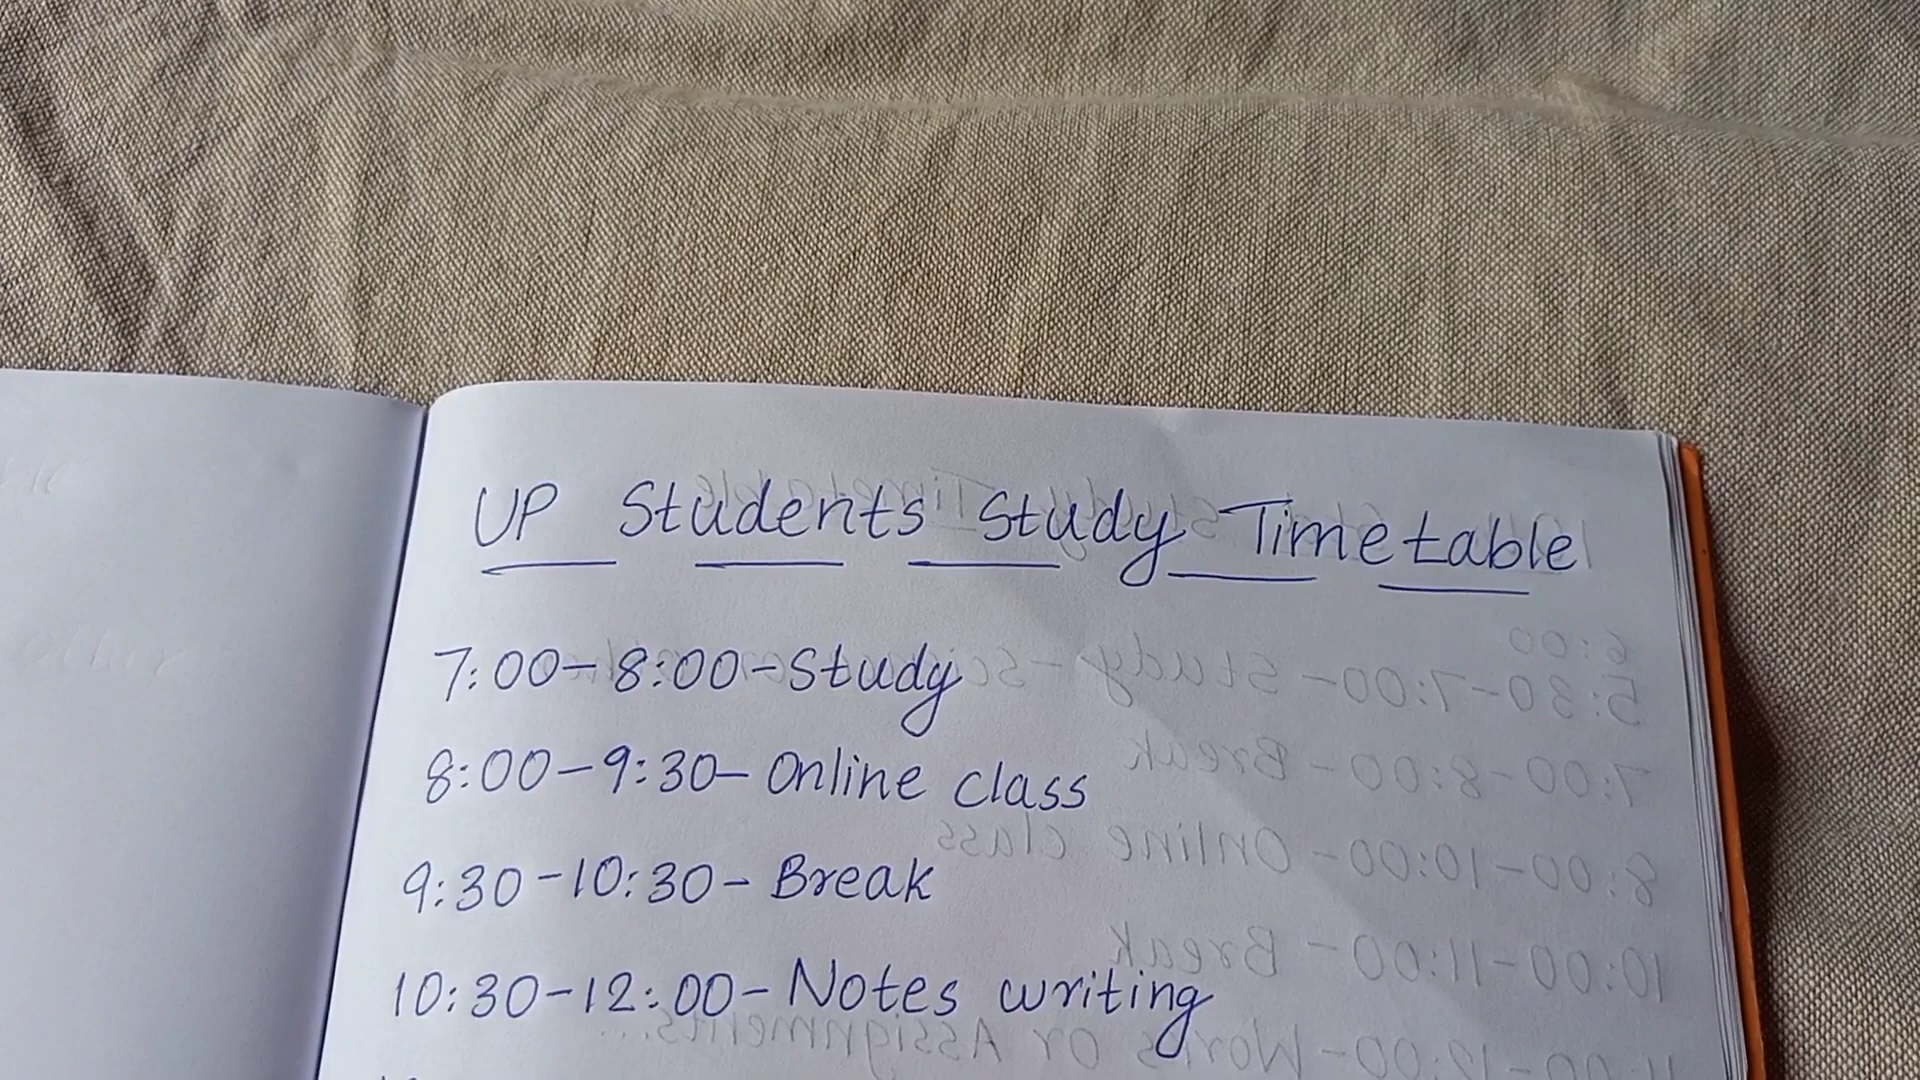 UP Students Study Timetable
7:00-8:00-Study
8:00-9:30-Online class
9:30-10:30-Break
10:30-12:00-Notes writing